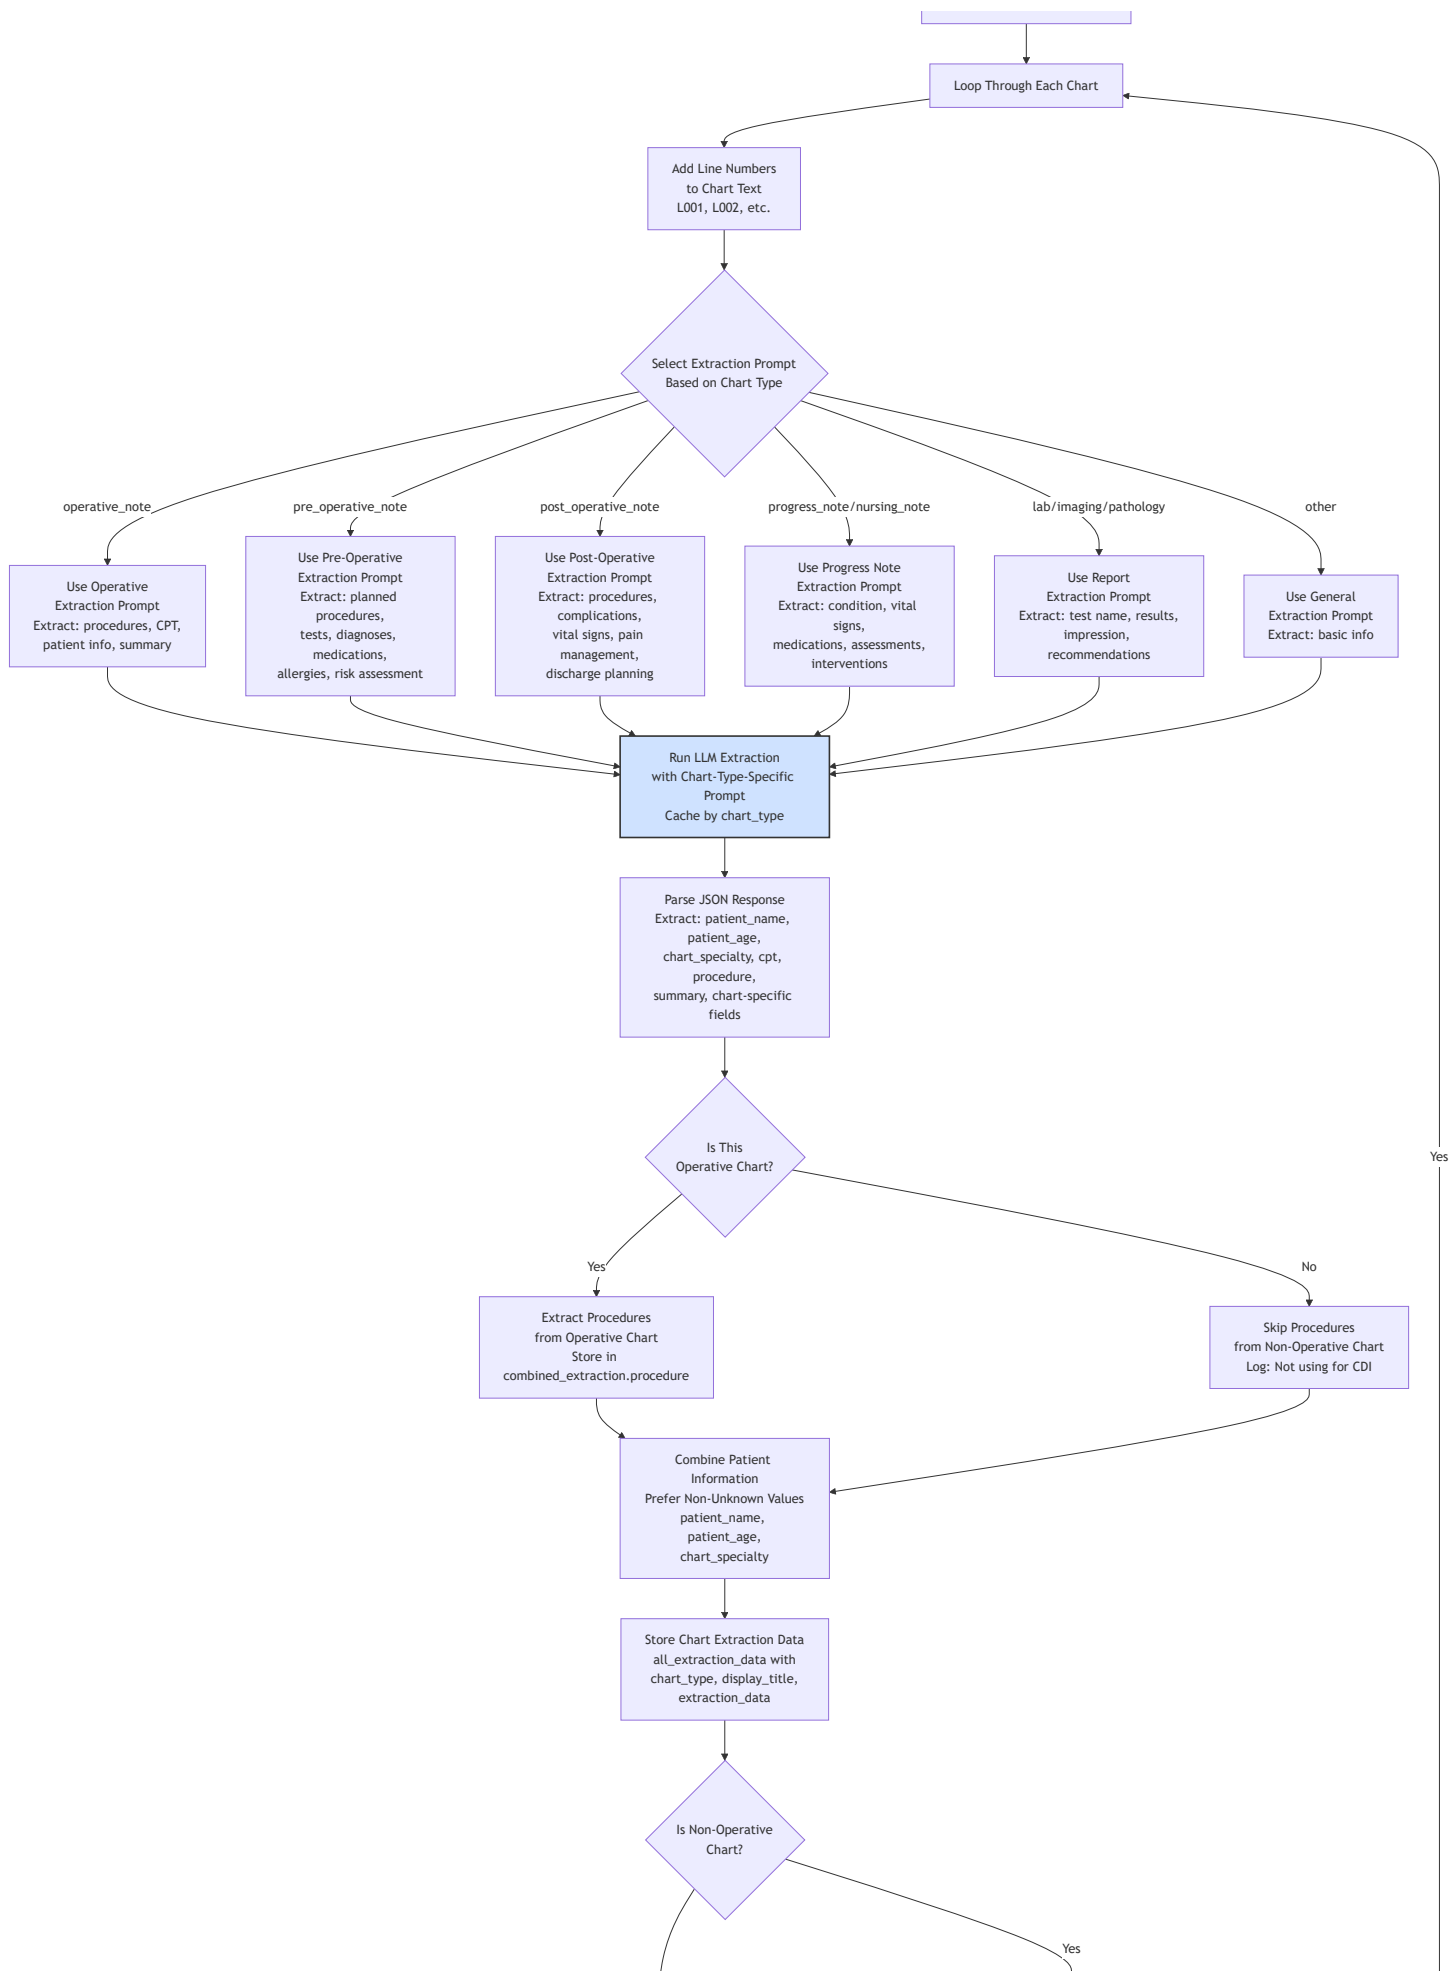 Loop Through Each Chart
Add Line Numbers
to Chart Text
L001, L002, etc.
Select Extraction Prompt
Based on Chart Type
operative_note
pre_operative_note
post_operative_note
progress_note/nursing_note
lab/imaging/pathology
other
Use Operative
Extraction Prompt
Extract: procedures, CPT,
patient info, summary
Use Pre-Operative
Extraction Prompt
Extract: planned
procedures,
tests, diagnoses,
medications,
allergies, risk assessment
Use Post-Operative
Extraction Prompt
Extract: procedures,
complications,
vital signs, pain
management,
discharge planning
Use Progress Note
Extraction Prompt
Extract: condition, vital
signs,
medications, assessments,
interventions
Use Report
Extraction Prompt
Extract: test name, results,
impression,
recommendations
Use General
Extraction Prompt
Extract: basic info
Run LLM Extraction
with Chart-Type-Specific
Prompt
Cache by chart_type
Parse JSON Response
Extract: patient_name,
patient_age,
chart_specialty, cpt,
procedure,
summary, chart-specific
fields
Is This
Operative Chart?
Yes
Yes
No
Extract Procedures
from Operative Chart
Store in
combined_extraction.procedure
Skip Procedures
from Non-Operative Chart
Log: Not using for CDI
Combine Patient
Information
Prefer Non-Unknown Values
patient_name,
patient_age,
chart_specialty
Store Chart Extraction Data
all_extraction_data with
chart_type, display_title,
extraction_data
Is Non-Operative
Chart?
Yes